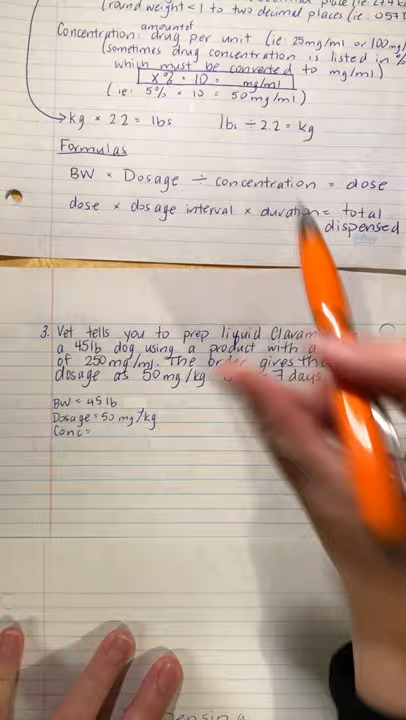 (round weight < 1 to two decimal places (ie: 0.54
Concentration: amount of drug per unit (ie: 25mg/ml or 100mg
(sometimes drug concentration is listed in %
which must be converted to mg/ml)
X% × 10 = mg/ml
(ie: 5% × 10 = 50mg/ml)
kg × 2.2 = lbs lbs ÷ 2.2 = kg
Formulas
BW × Dosage ÷ concentration = dose
dose × dosage interval × duration = total
dispensed
3. Vet tells you to prep liquid Clavam
a 45lb dog using a product with a
of 250mg/ml. The order gives the
dosage as 50mg/kg 7 days
BW = 45lb
Dosage = 50mg/kg
Conc =